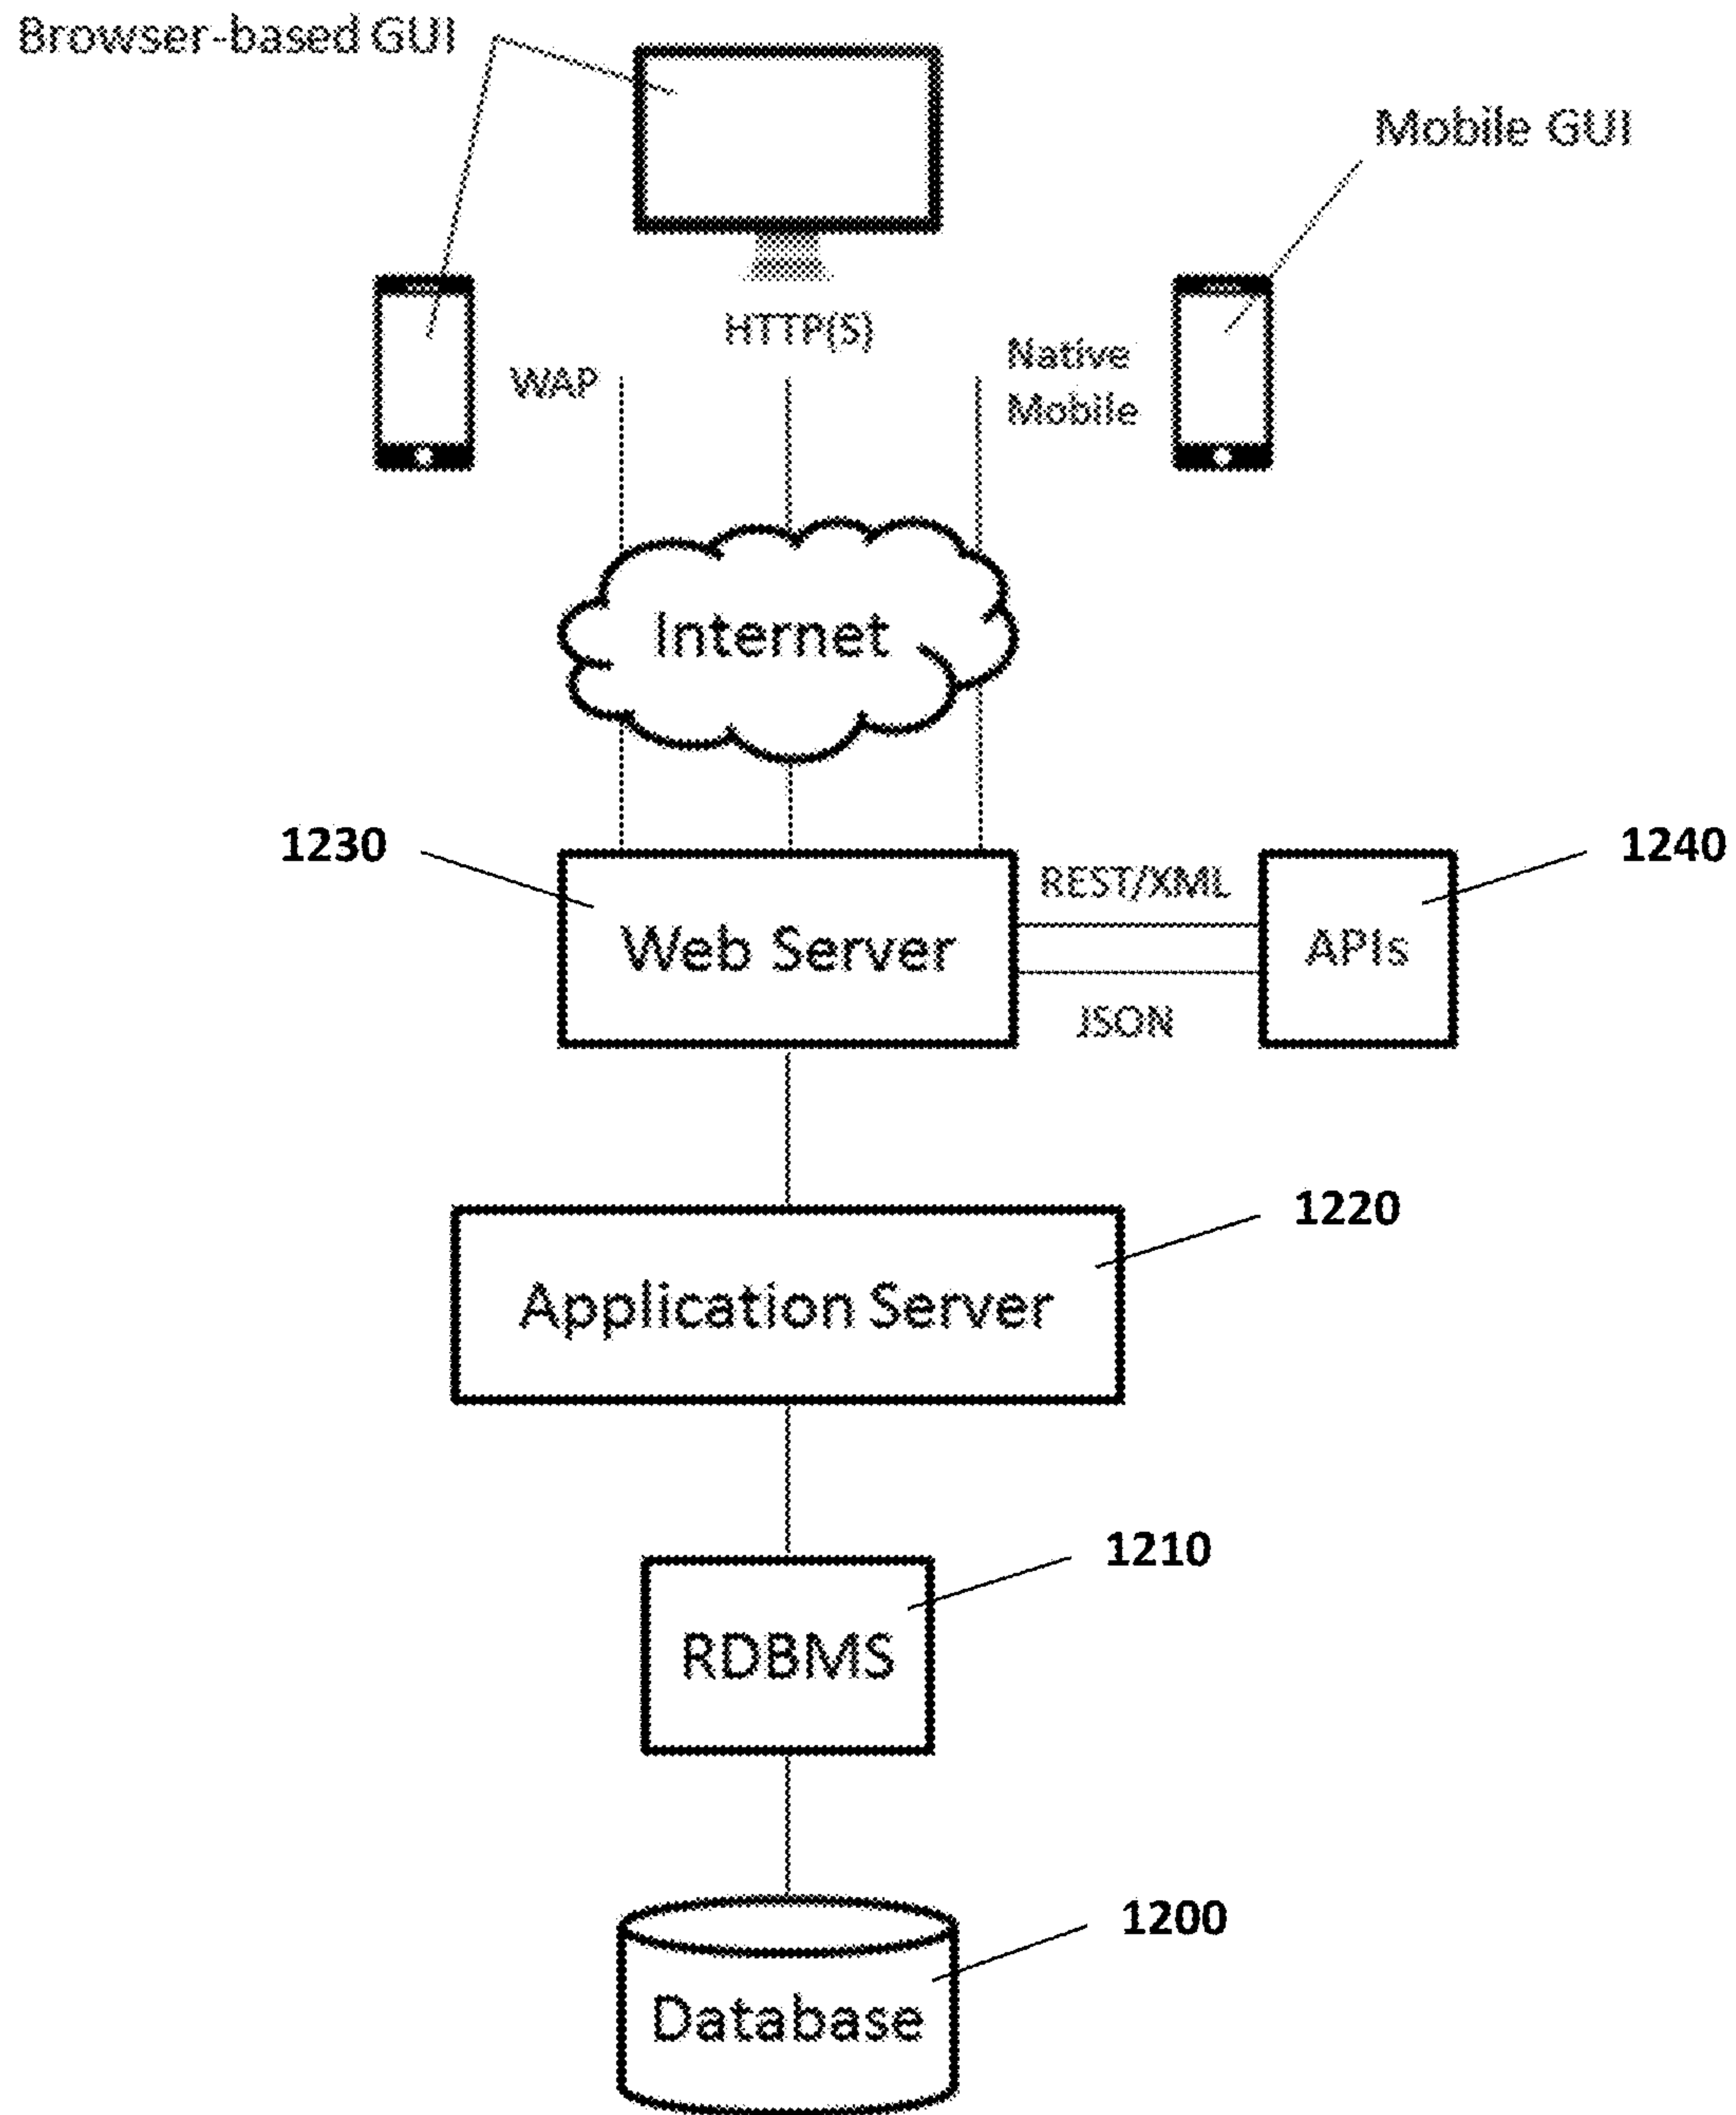 Browser-based GUI
Mobile GUI
HTTP(S)
WAP
Native
Mobile
Internet
1230
1240
REST/XML
Web Server
APIs
JSON
1220
Application Server
1210
RDBMS
1200
Database